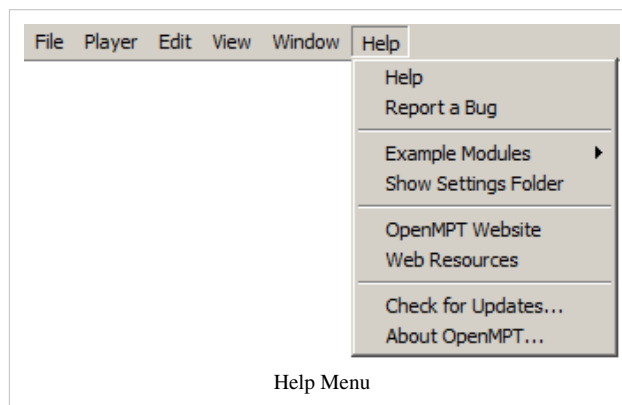 File Player Edit View Window Help
Help
Report a Bug
Example Modules
Show Settings Folder
OpenMPT Website
Web Resources
Check for Updates...
About OpenMPT...
Help Menu